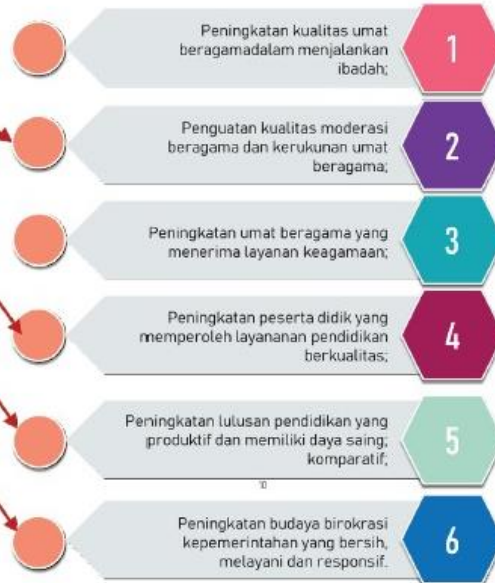 Peningkatan kualitas umat
beragamadalam menjalankan
ibadah;
1
Penguatan kualitas moderasi
beragama dan kerukunan umat
beragama;
2
Peningkatan umat beragama yang
menerima layanan keagamaan;
3
Peningkatan peserta didik yang
memperoleh layananan pendidikan
berkualitas;
4
Peningkatan lulusan pendidikan yang
produktif dan memiliki daya saing;
komparatif;
5
10
Peningkatan budaya birokrasi
kepemerintahan yang bersih,
melayani dan responsif.
6